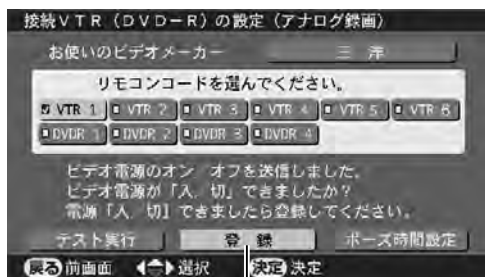 接続VTR(DVD-R)の設定(アナログ録画)
お使いのビデオメーカー 三 洋
リモコンコードを選んでください。
VTR 1 VTR 2 VTR 3 VTR 4 VTR 5 VTR 6
DVDR 1 DVDR 2 DVDR 3 DVDR 4
ビデオ電源のオン オフを送信しました。
ビデオ電源が「入、切」できましたか?
電源「入、切」できましたら登録してください。
テスト実行 登 録 ポーズ時間設定
戻る 前画面 選択 決定 決定